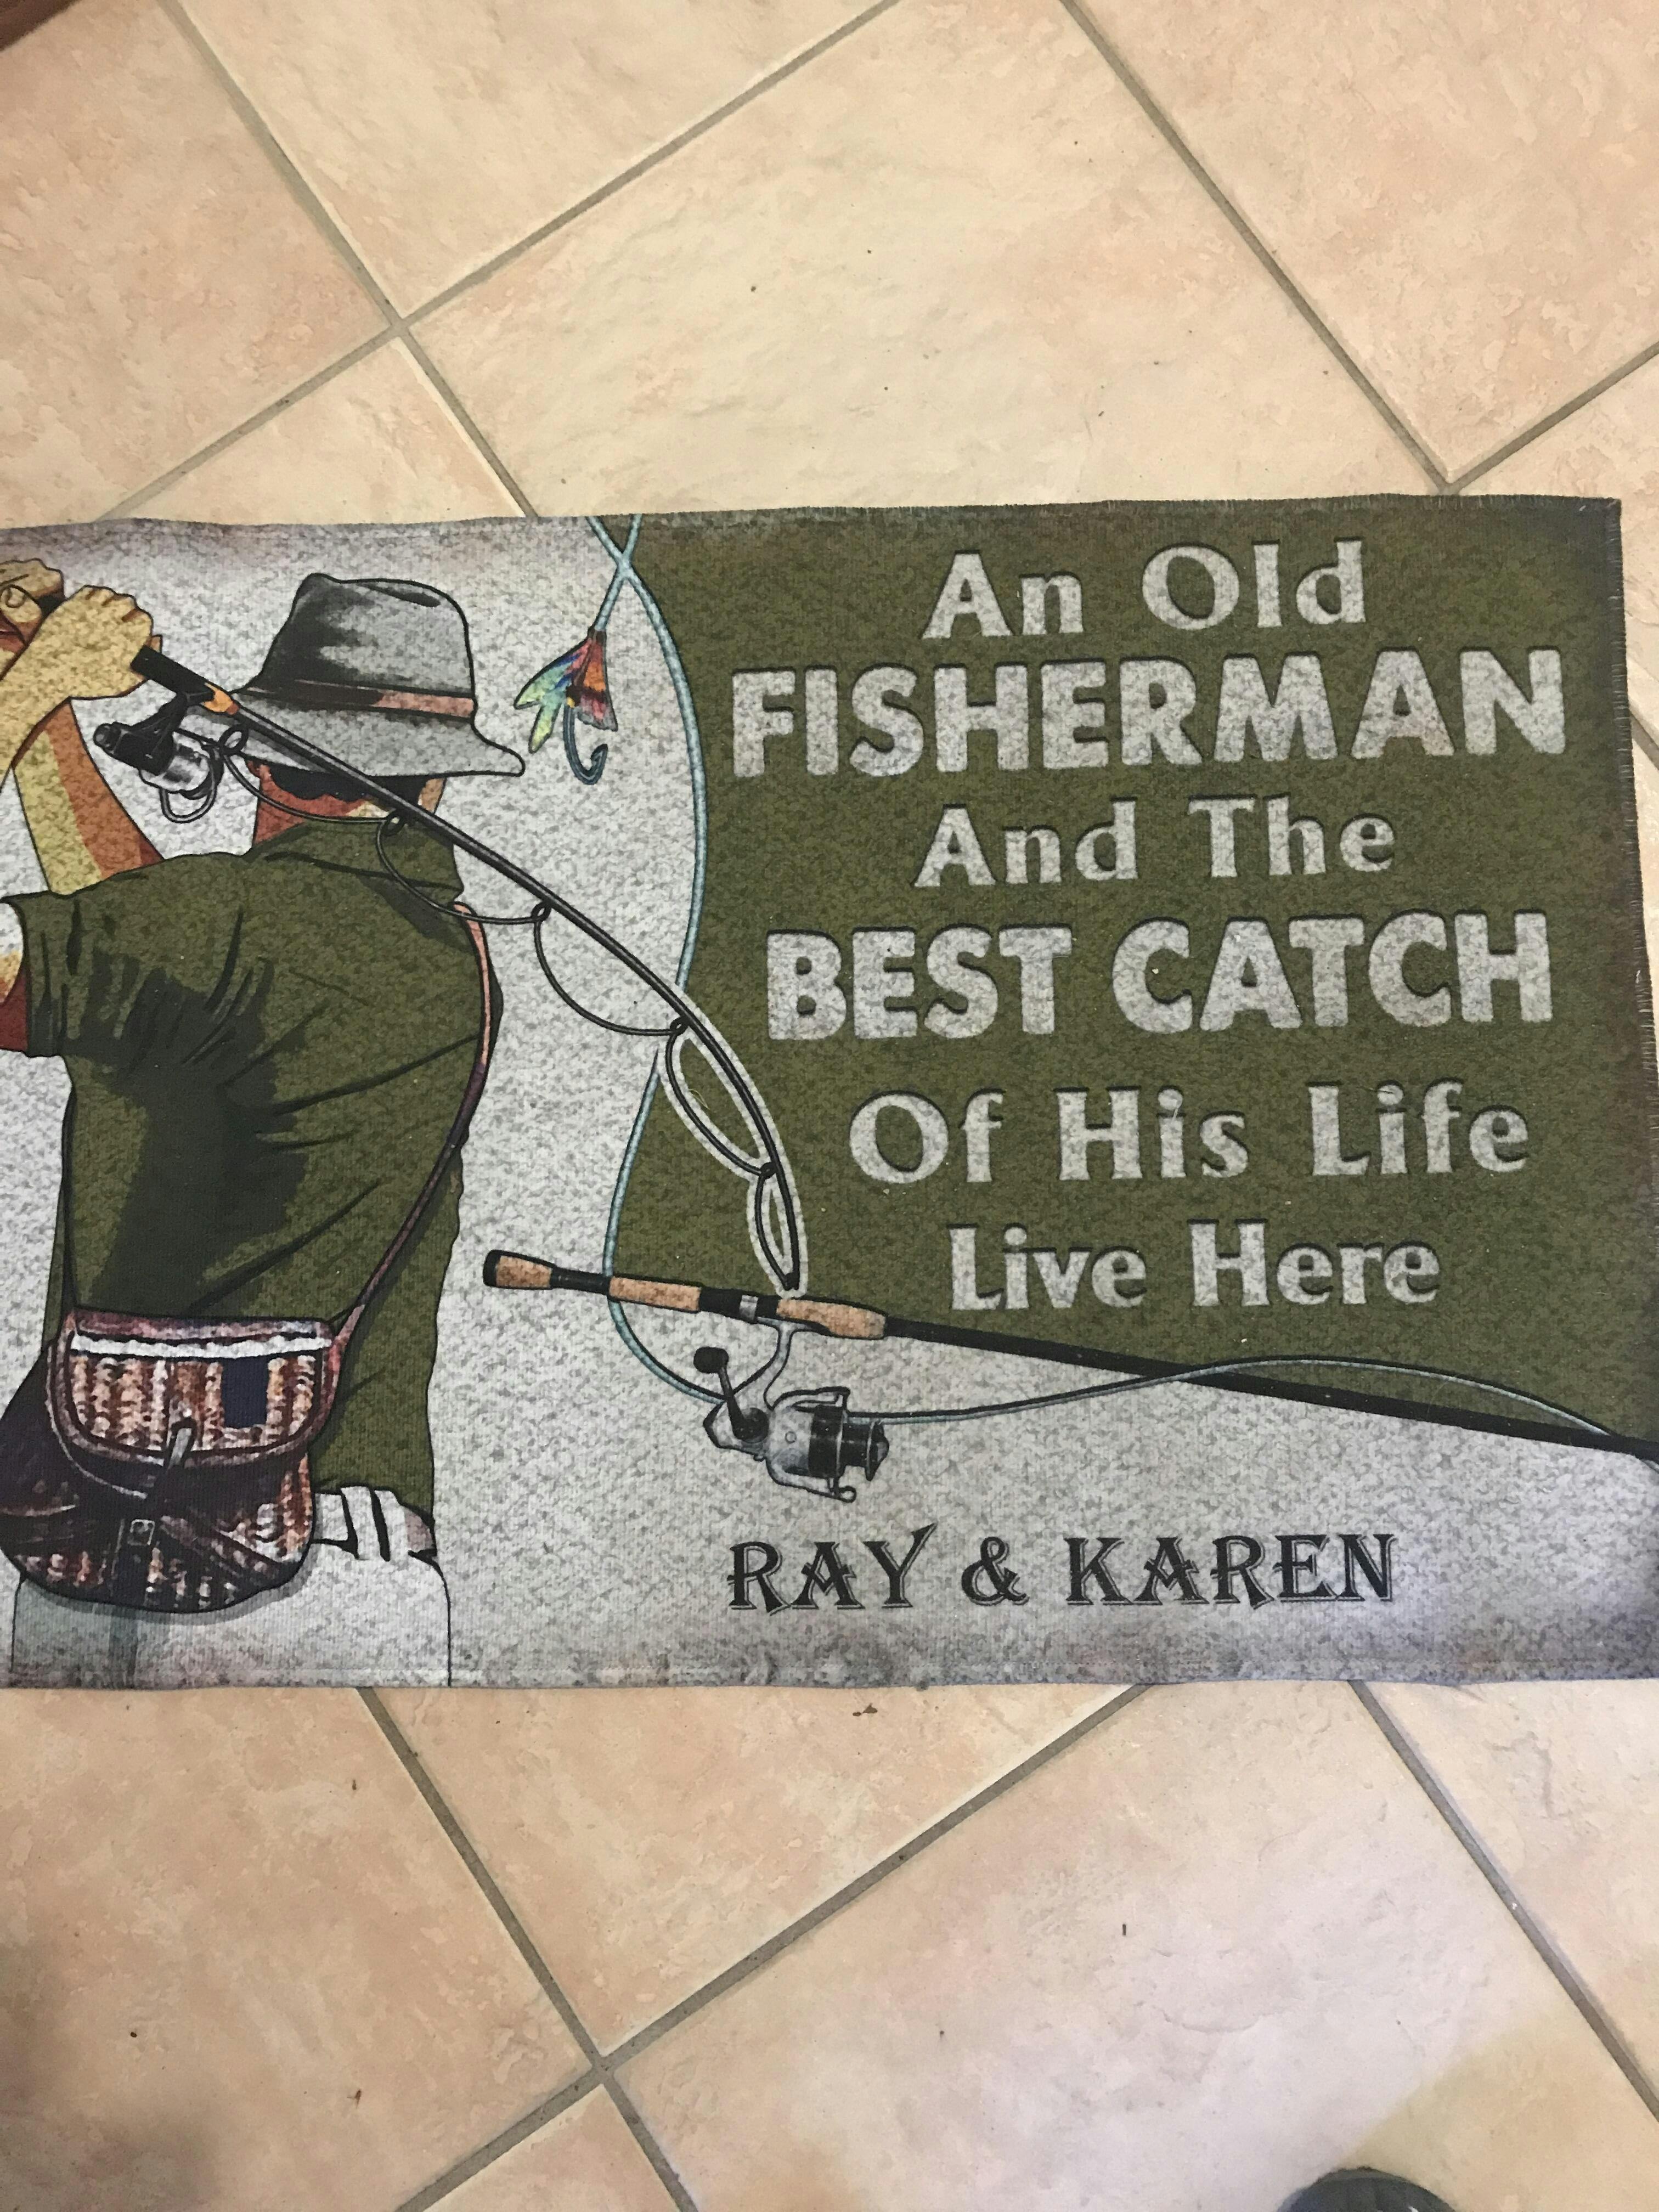 An Old
FISHERMAN
And The
BEST CATCH
Of His Life
Live Here
RAY & KAREN